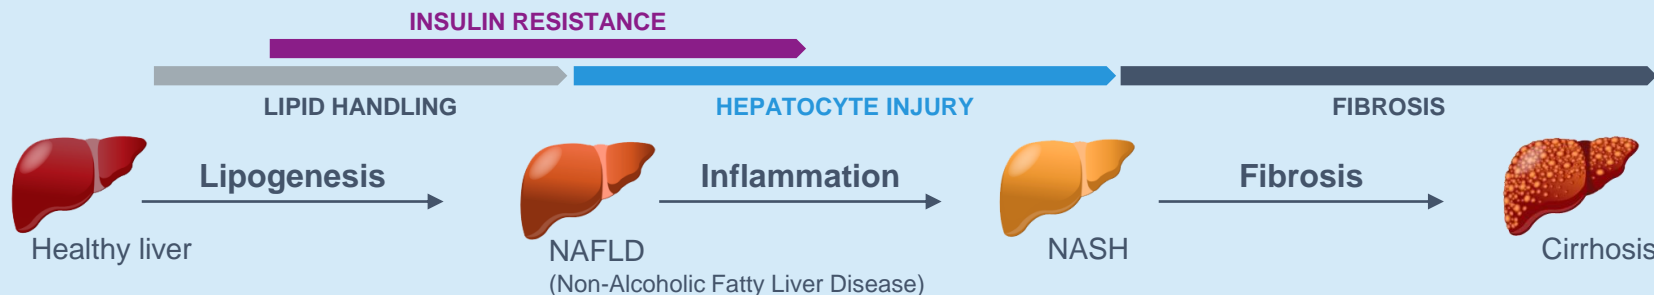 INSULIN RESISTANCE
LIPID HANDLING
HEPATOCYTE INJURY
FIBROSIS
Lipogenesis
Inflammation
Fibrosis
Healthy liver
NAFLD
(Non-Alcoholic Fatty Liver Disease)
NASH
Cirrhosis